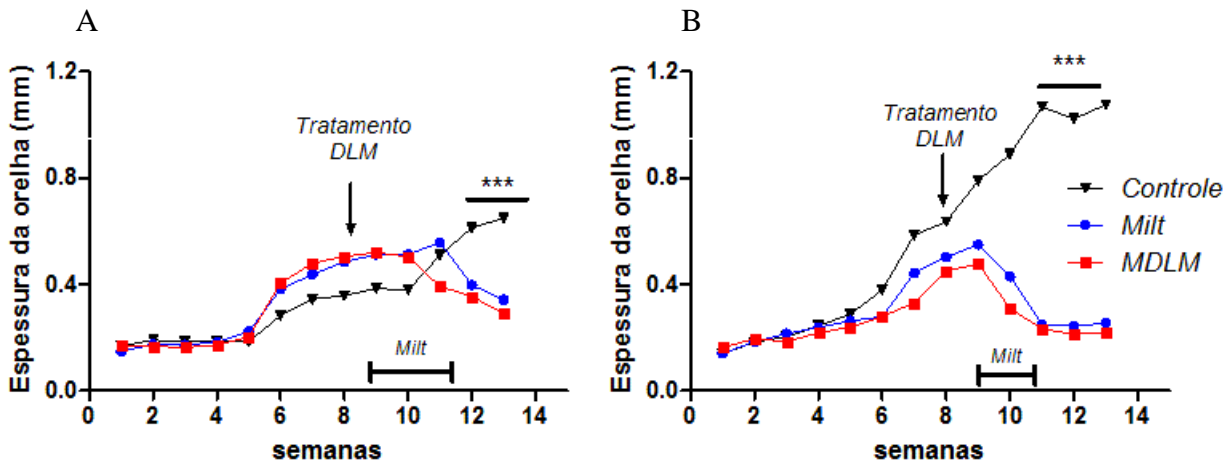 A
Espessura da orelha (mm)
1.2
0.8
0.4
0.0
Tratamento
DLM
***
Milt
0 2 4 6 8 10 12 14
semanas
B
Espessura da orelha (mm)
1.2
0.8
0.4
0.0
Tratamento
DLM
***
Milt
0 2 4 6 8 10 12 14
semanas
Controle
Milt
MDLM